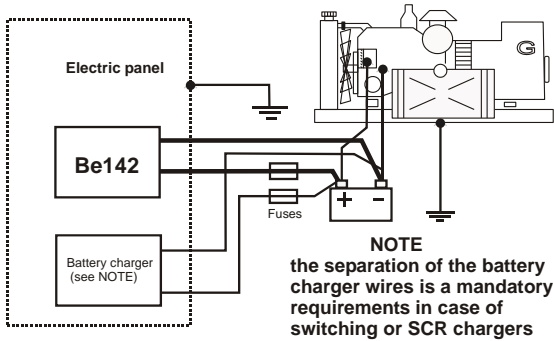 Electric panel
G
Be142
+ -
Fuses
Battery charger
(see NOTE)
NOTE
the separation of the battery
charger wires is a mandatory
requirements in case of
switching or SCR chargers